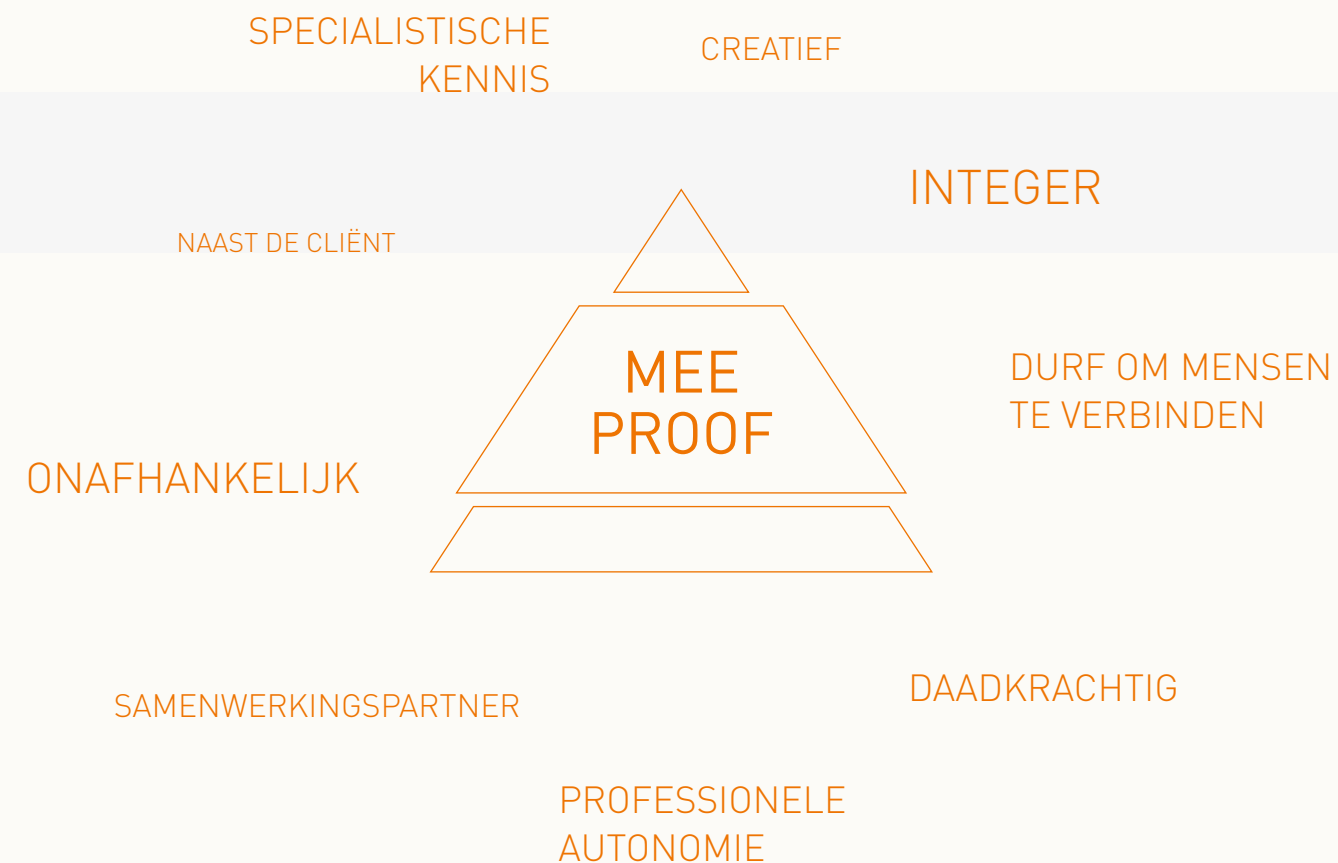 SPECIALISTISCHE
KENNIS
CREATIEF
INTEGER
NAAST DE CLIËNT
MEE
PROOF
DURF OM MENSEN
TE VERBINDEN
ONAFHANKELIJK
SAMENWERKINGSPARTNER
DAADKRACHTIG
PROFESSIONELE
AUTONOMIE